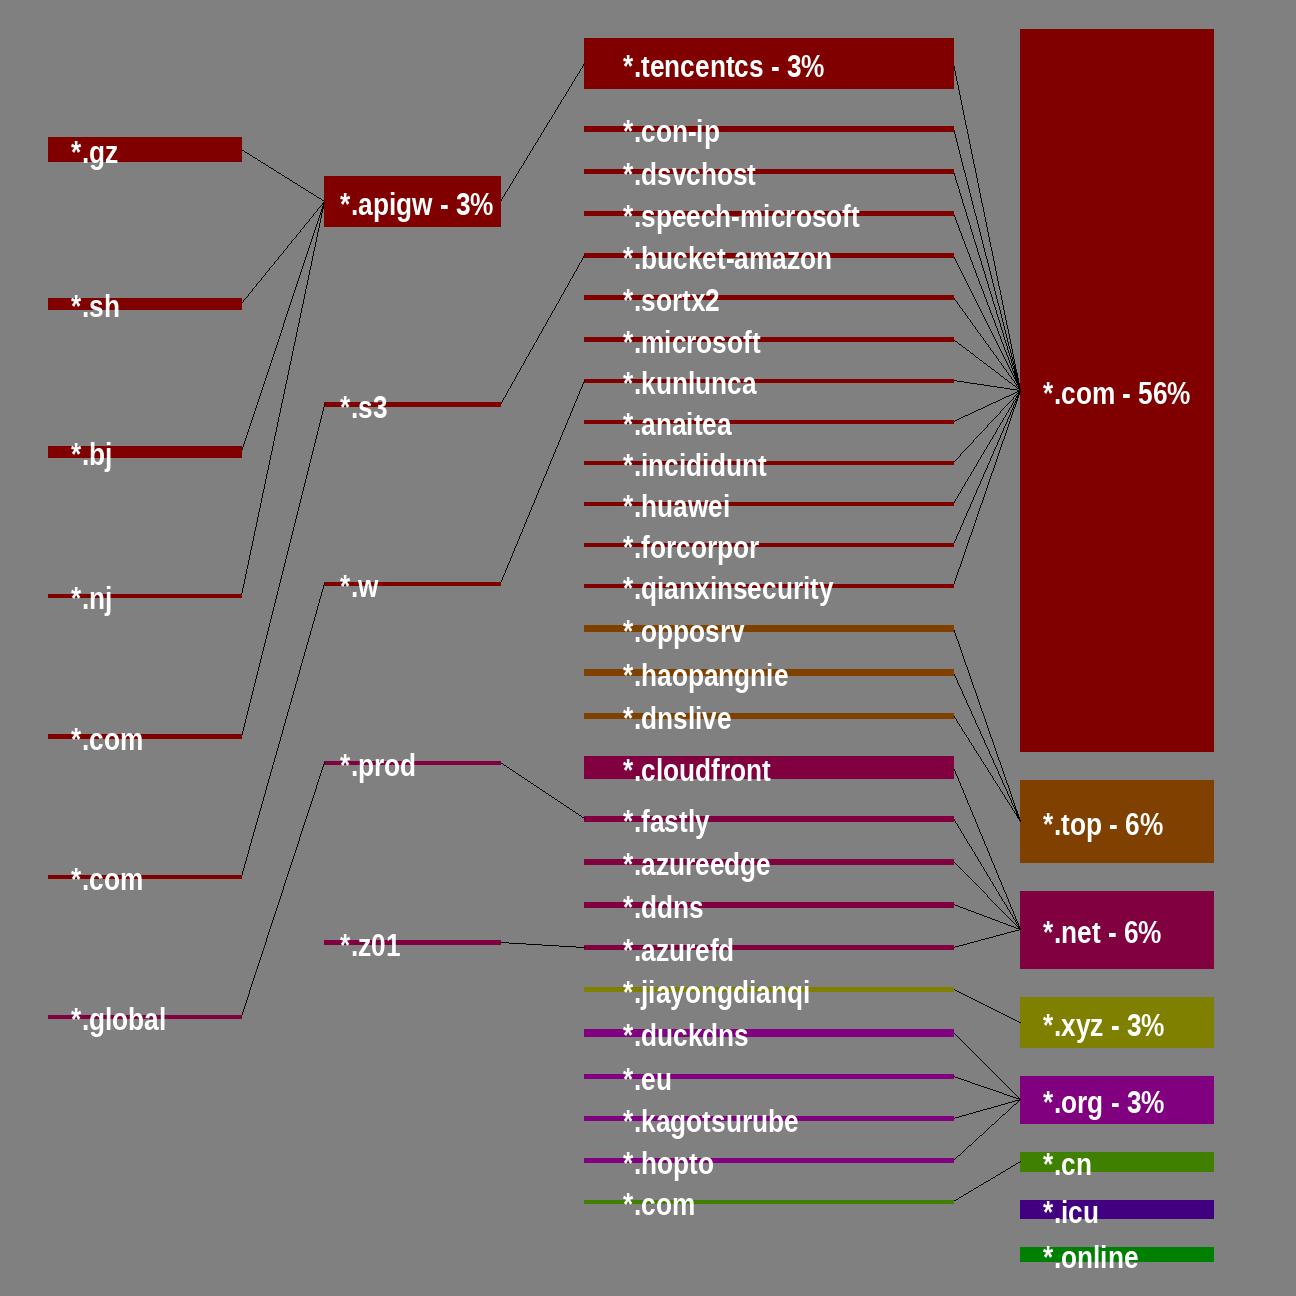 *.gz
*.sh
*.bj
*.nj
*.com
*.com
*.global
*.apigw - 3%
*.s3
*.w
*.prod
*.z01
*.tencentcs - 3%
*.con-ip
*.dsvchost
*.speech-microsoft
*.bucket-amazon
*.sortx2
*.microsoft
*.kunlunca
*.anaitea
*.incididunt
*.huawei
*.forcorpor
*.qianxinsecurity
*.opposrv
*.haopangnie
*.dnslive
*.cloudfront
*.fastly
*.azureedge
*.ddns
*.azurefd
*.jiayongdianqi
*.duckdns
*.eu
*.kagotsurube
*.hopto
*.com
*.com - 56%
*.top - 6%
*.net - 6%
*.xyz - 3%
*.org - 3%
*.cn
*.icu
*.online